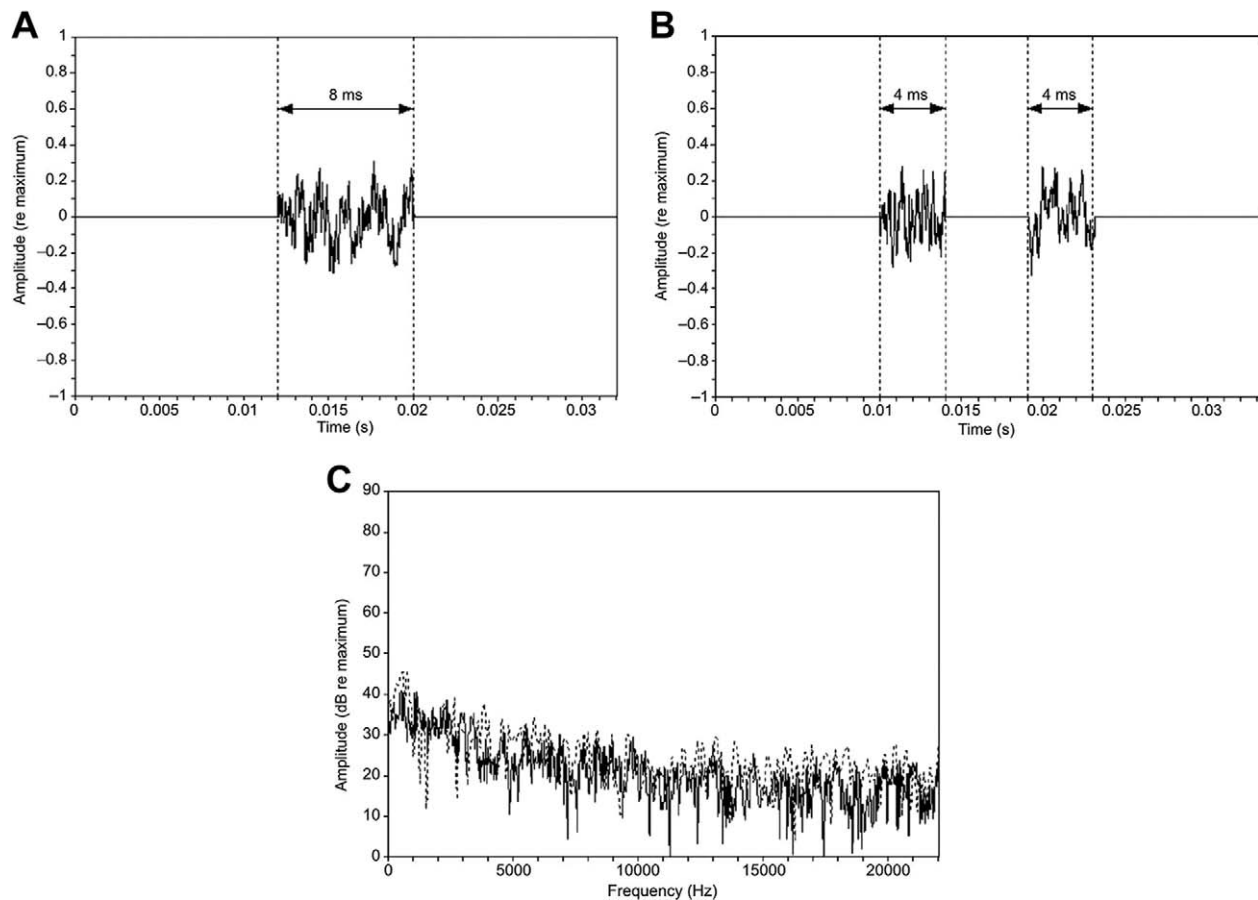 A
1
0.8
0.6
0.4
0.2
0
–0.2
–0.4
–0.6
–0.8
–1
Amplitude (re maximum)
8 ms
0 0.005 0.01 0.015 0.02 0.025 0.03
Time (s)
B
1
0.8
0.6
0.4
0.2
0
–0.2
–0.4
–0.6
–0.8
–1
Amplitude (re maximum)
4 ms 4 ms
0 0.005 0.01 0.015 0.02 0.025 0.03
Time (s)
C
90
80
70
60
50
40
30
20
10
0
Amplitude (dB re maximum)
0 5000 10000 15000 20000
Frequency (Hz)